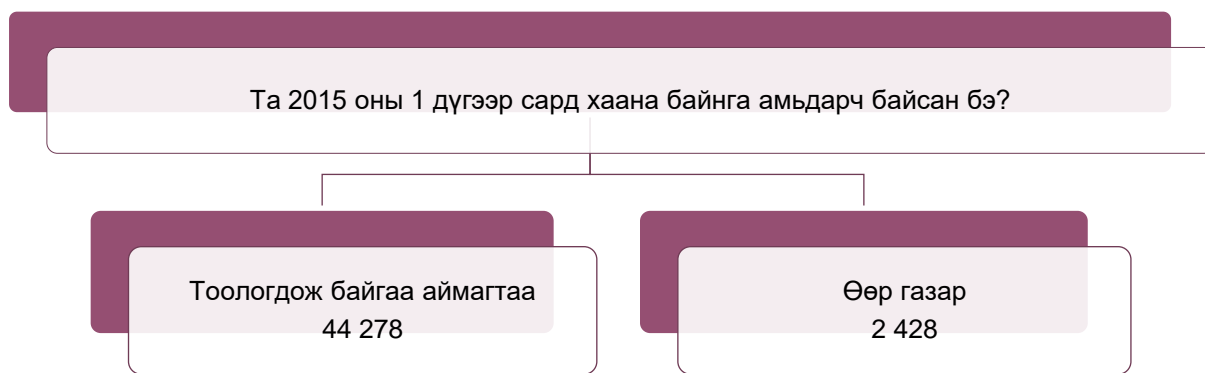 Та 2015 оны 1 дүгээр сард хаана байнга амьдарч байсан бэ?
Тоологдож байгаа аймагтаа
44 278
Өөр газар
2 428